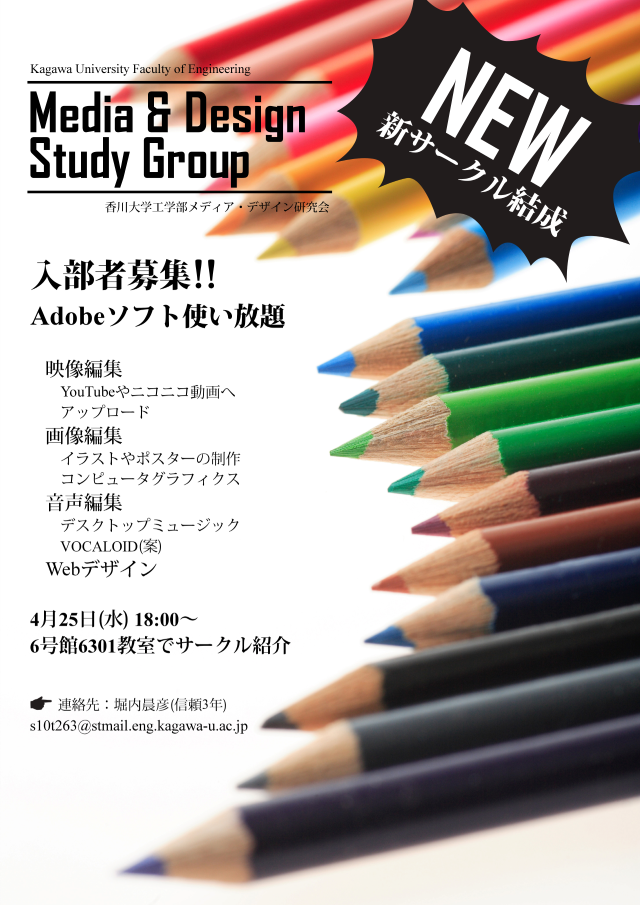 Kagawa University Faculty of Engineering
Media & Design
Study Group
香川大学工学部メディア・デザイン研究会
NEW
新サークル結成
入部者募集!!
Adobeソフト使い放題
映像編集
YouTubeやニコニコ動画へ
アップロード
画像編集
イラストやポスターの制作
コンピュータグラフィクス
音声編集
デスクトップミュージック
VOCALOID(案)
Webデザイン
4月25日(水) 18:00〜
6号館6301教室でサークル紹介
連絡先：堀内晨彦(信頼3年)
s10t263@stmail.eng.kagawa-u.ac.jp